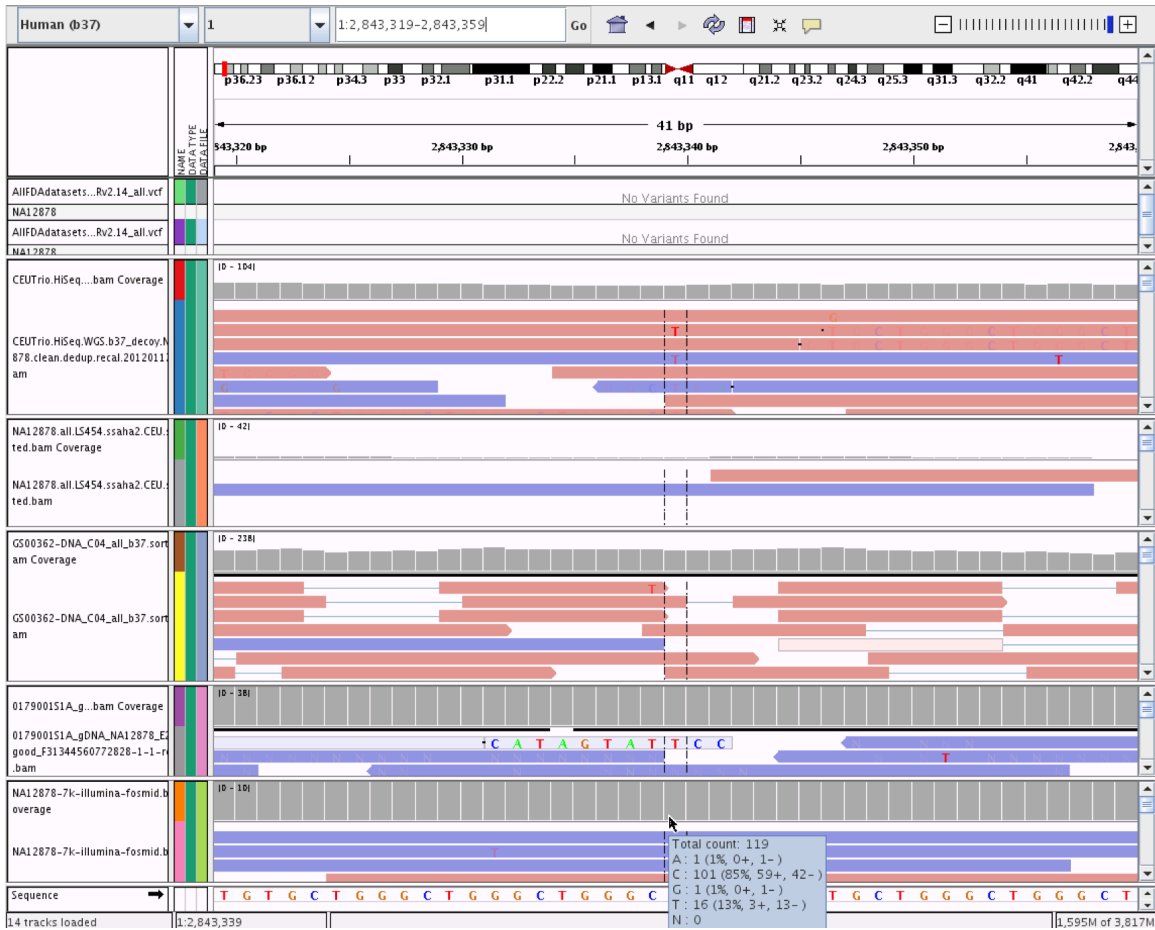 Human (b37) 1 1:2,843,319-2,843,359 Go
p36.23 p36.12 p34.3 p33 p32.1 p31.1 p22.2 p21.1 p13.1 q11 q12 q21.2 q23.2 q24.3 q25.3 q31.3 q32.2 q41 q42.2 q44
41 bp
NAME
DATA TYPE
DATA FILE
843,320 bp 2,843,330 bp 2,843,340 bp 2,843,350 bp 2,843,
AllFDAdatasets...Rv2.14_all.vcf
No Variants Found
NA12878
AllFDAdatasets...Rv2.14_all.vcf
No Variants Found
NA12878
[0 - 104]
CEUTrio.HiSeq....bam Coverage
G
T
CEUTrio.HiSeq.WGS.b37_decoy.N
878.clean.dedup.recal.2012011
T T
am
[0 - 42]
NA12878.all.LS454.ssaha2.CEU.
ted.bam Coverage
NA12878.all.LS454.ssaha2.CEU.
ted.bam
[0 - 238]
GS00362-DNA_C04_all_b37.sort
am Coverage
T
GS00362-DNA_C04_all_b37.sort
am
[0 - 38]
0179001S1A_g...bam Coverage
0179001S1A_gDNA_NA12878_E2
C A T A G T A T T C C
good_F31344560772828-1-1-r
T
.bam
[0 - 10]
NA12878-7k-illumina-fosmid.b
overage
NA12878-7k-illumina-fosmid.b
T
Total count: 119
A : 1 (1%, 0+, 1- )
C : 101 (85%, 59+, 42- )
G : 1 (1%, 0+, 1- )
T : 16 (13%, 3+, 13- )
N : 0
Sequence T G T G C T G G G C T G G G C T G G C T G C T G G G C T G G G C T
14 tracks loaded 1:2,843,339 1,595M of 3,817M